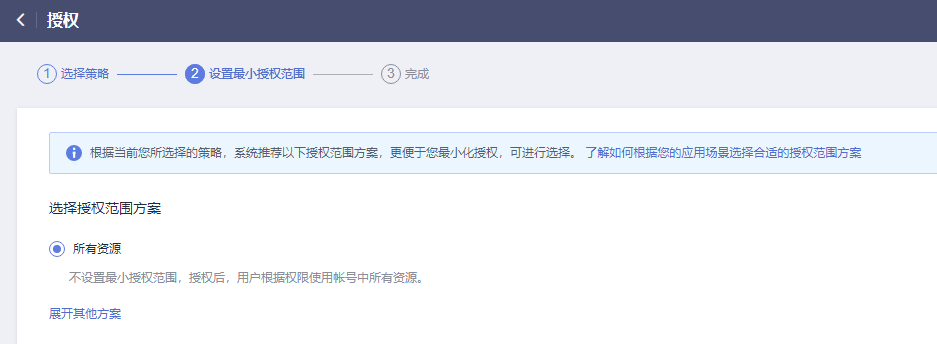 授权
1 选择策略 2 设置最小授权范围 3 完成
根据当前您所选择的策略，系统推荐以下授权范围方案，更便于您最小化授权，可进行选择。 了解如何根据您的应用场景选择合适的授权范围方案
选择授权范围方案
所有资源
不设置最小授权范围，授权后，用户根据权限使用帐号中所有资源。
展开其他方案